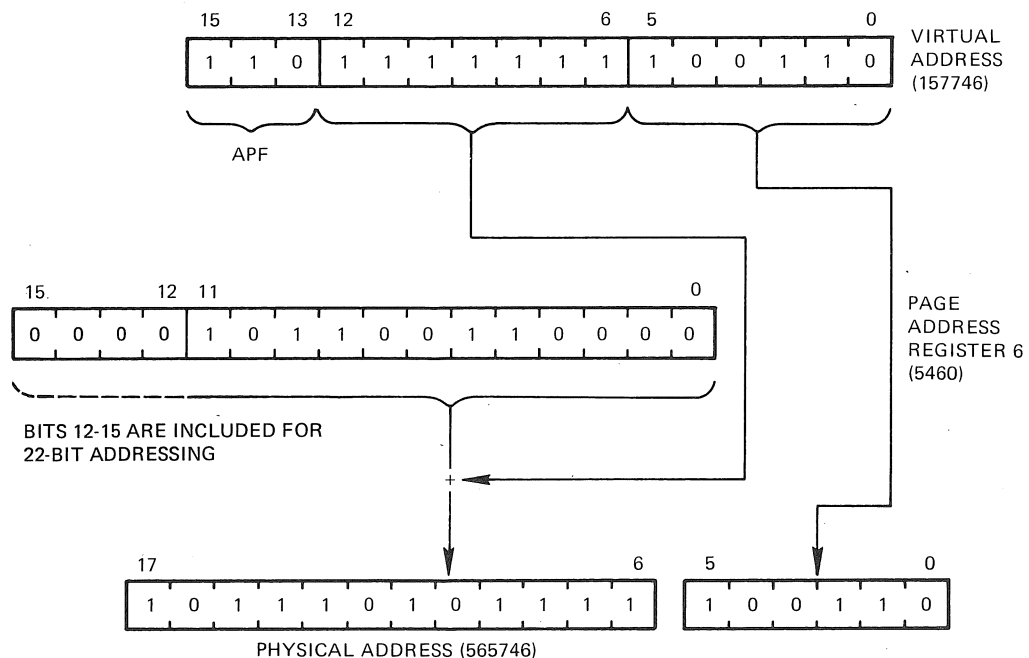 15 13 12 6 5 0
1 1 0 1 1 1 1 1 1 1 1 0 0 1 1 0
VIRTUAL
ADDRESS
(157746)
APF
15 12 11 0
0 0 0 0 1 0 1 1 0 0 1 1 0 0 0 0
PAGE
ADDRESS
REGISTER 6
(5460)
BITS 12-15 ARE INCLUDED FOR
22-BIT ADDRESSING
+
17 6 5 0
1 0 1 1 1 0 1 0 1 1 1 1 1 0 0 1 1 0
PHYSICAL ADDRESS (565746)